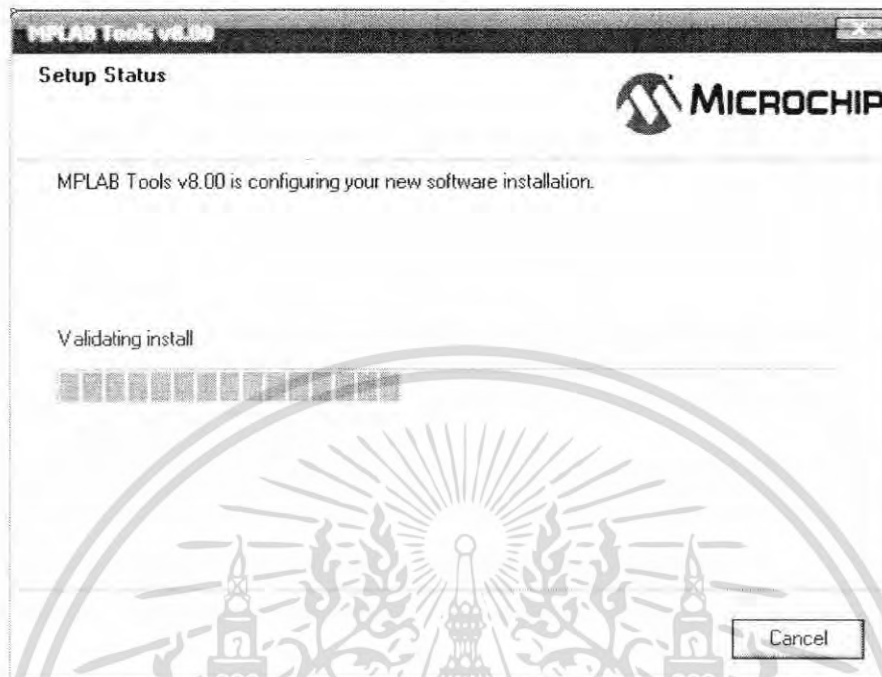 MPLAB Tools v8.00
Setup Status
MICROCHIP
MPLAB Tools v8.00 is configuring your new software installation.
Validating install
Cancel